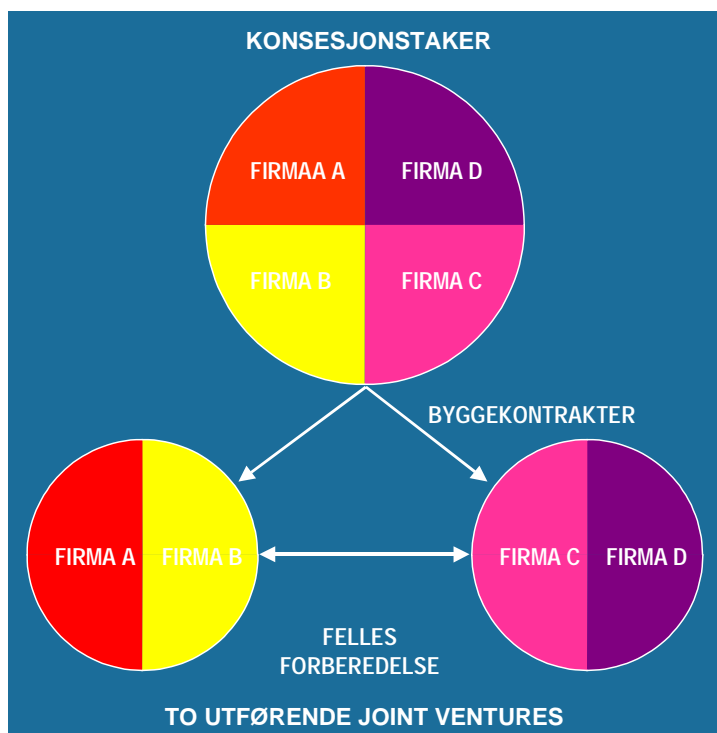 KONSESJONSTAKER
FIRMAA A
FIRMA D
FIRMA B
FIRMA C
BYGGEKONTRAKTER
FIRMA A
FIRMA B
FIRMA C
FIRMA D
FELLES
FORBEREDELSE
TO UTFØRENDE JOINT VENTURES